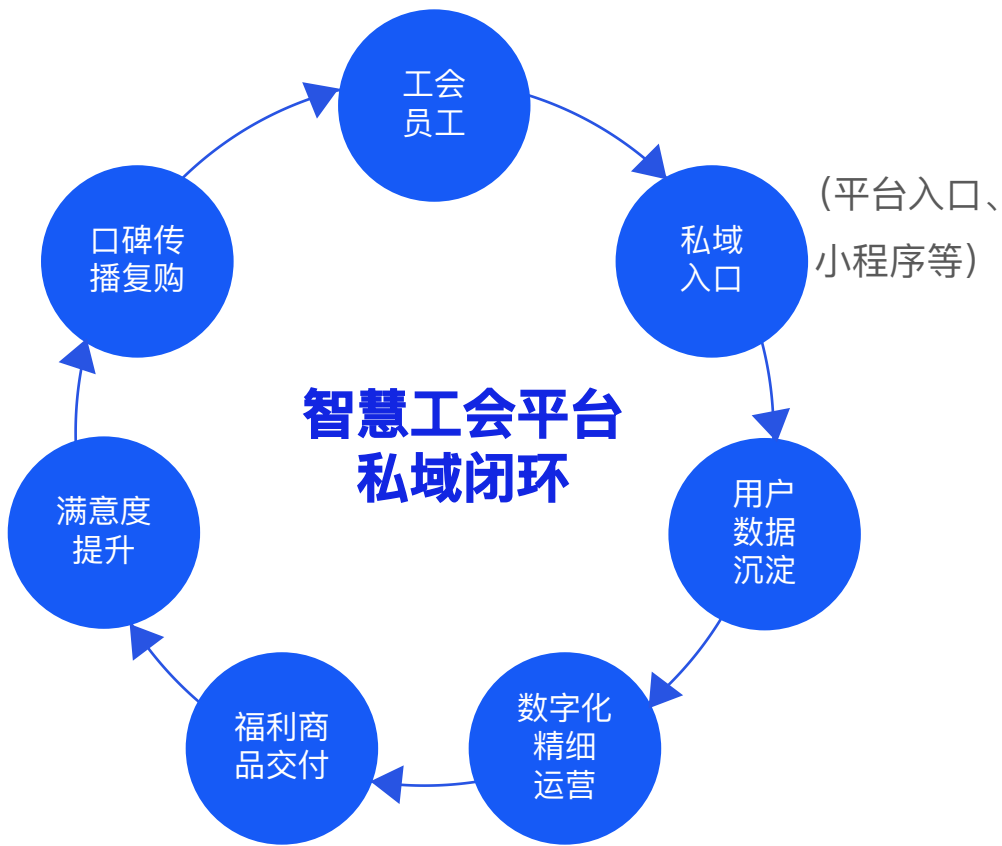 工会
员工
私域
入口
(平台入口、
小程序等)
用户
数据
沉淀
数字化
精细
运营
福利商
品交付
满意度
提升
口碑传
播复购
智慧工会平台
私域闭环